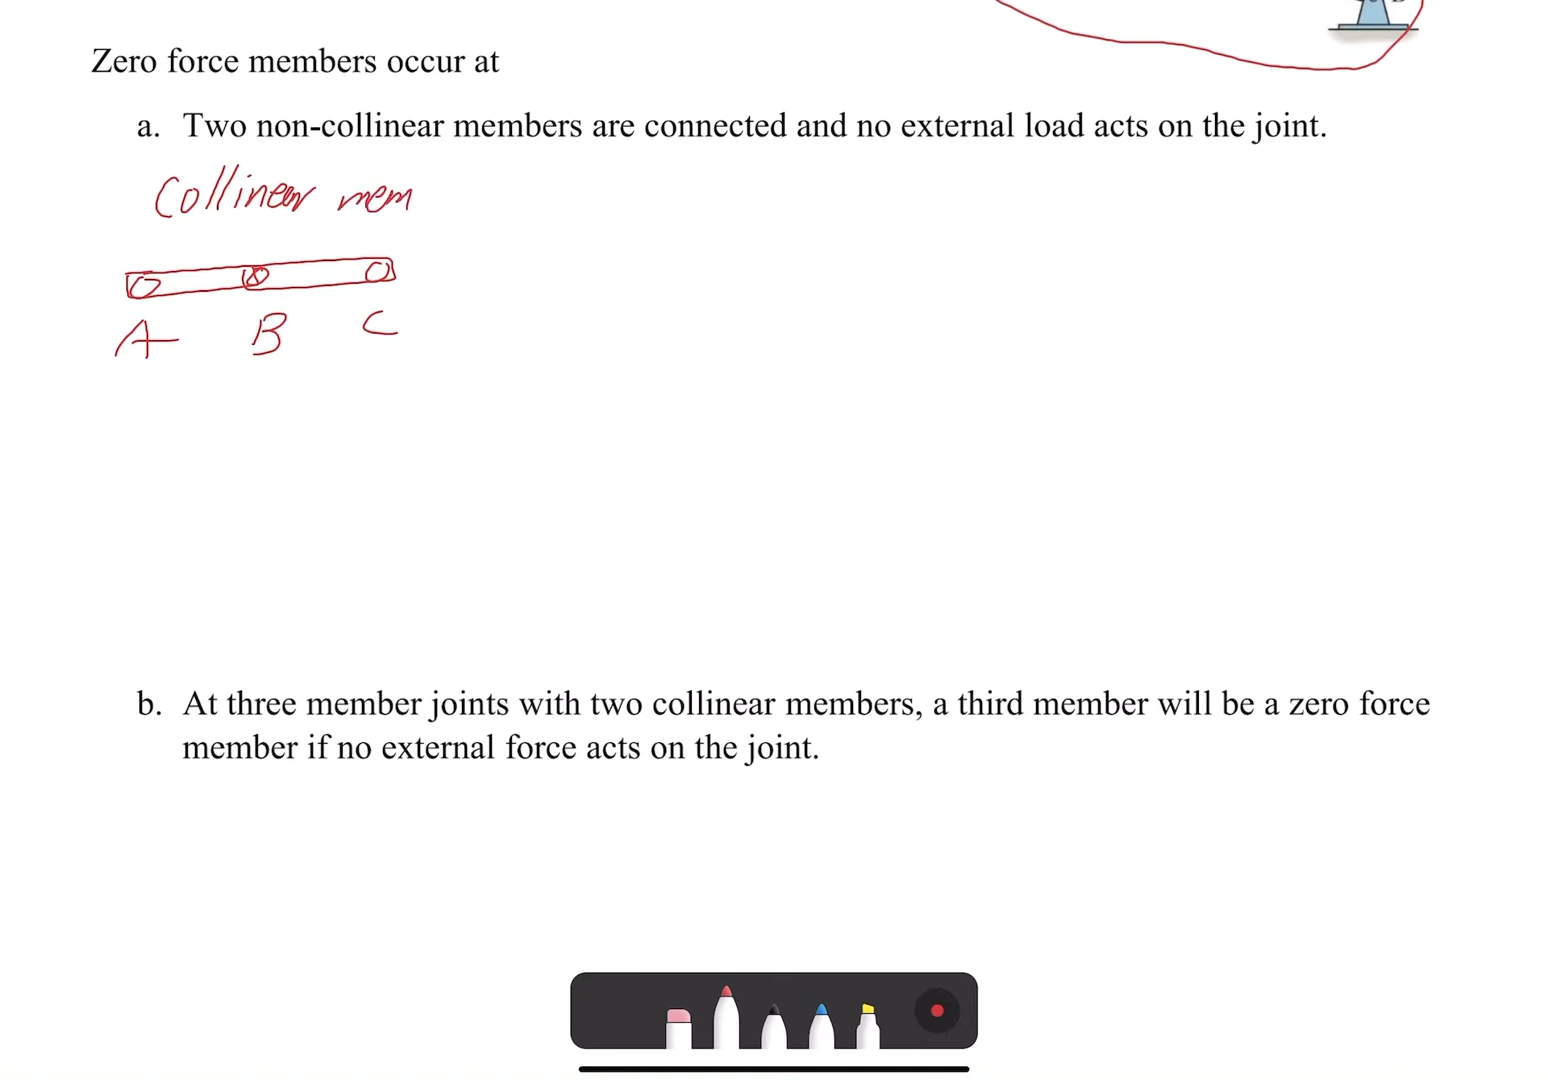 Zero force members occur at
a. Two non-collinear members are connected and no external load acts on the joint.
Collinear mem
A B C
b. At three member joints with two collinear members, a third member will be a zero force
member if no external force acts on the joint.